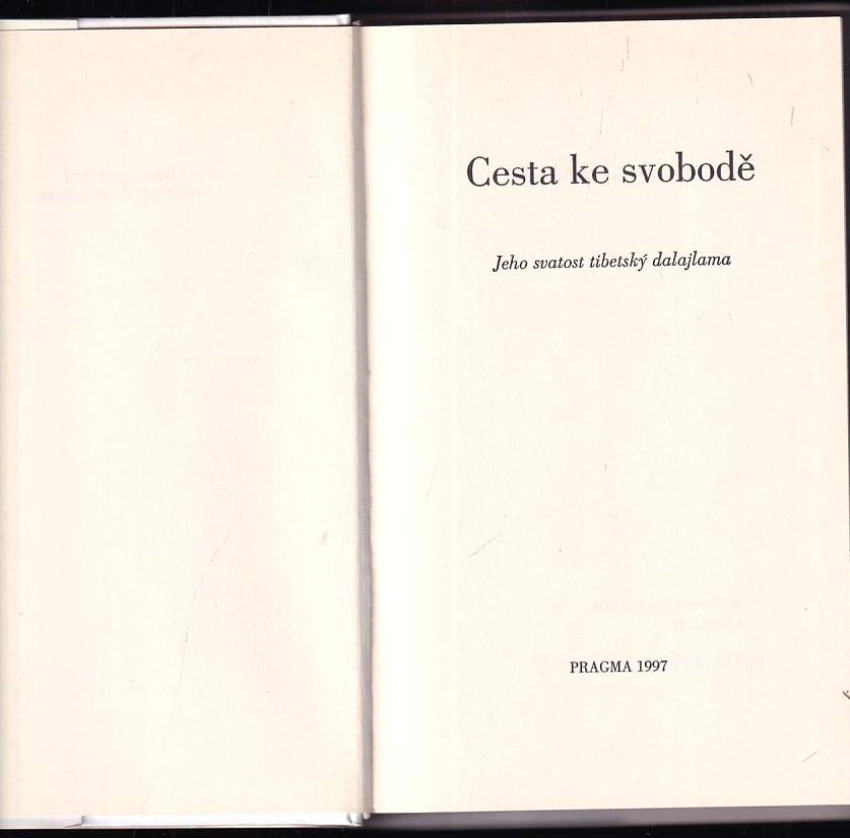 Cesta ke svobodě
Jeho svatost tibetský dalajlama
PRAGMA 1997